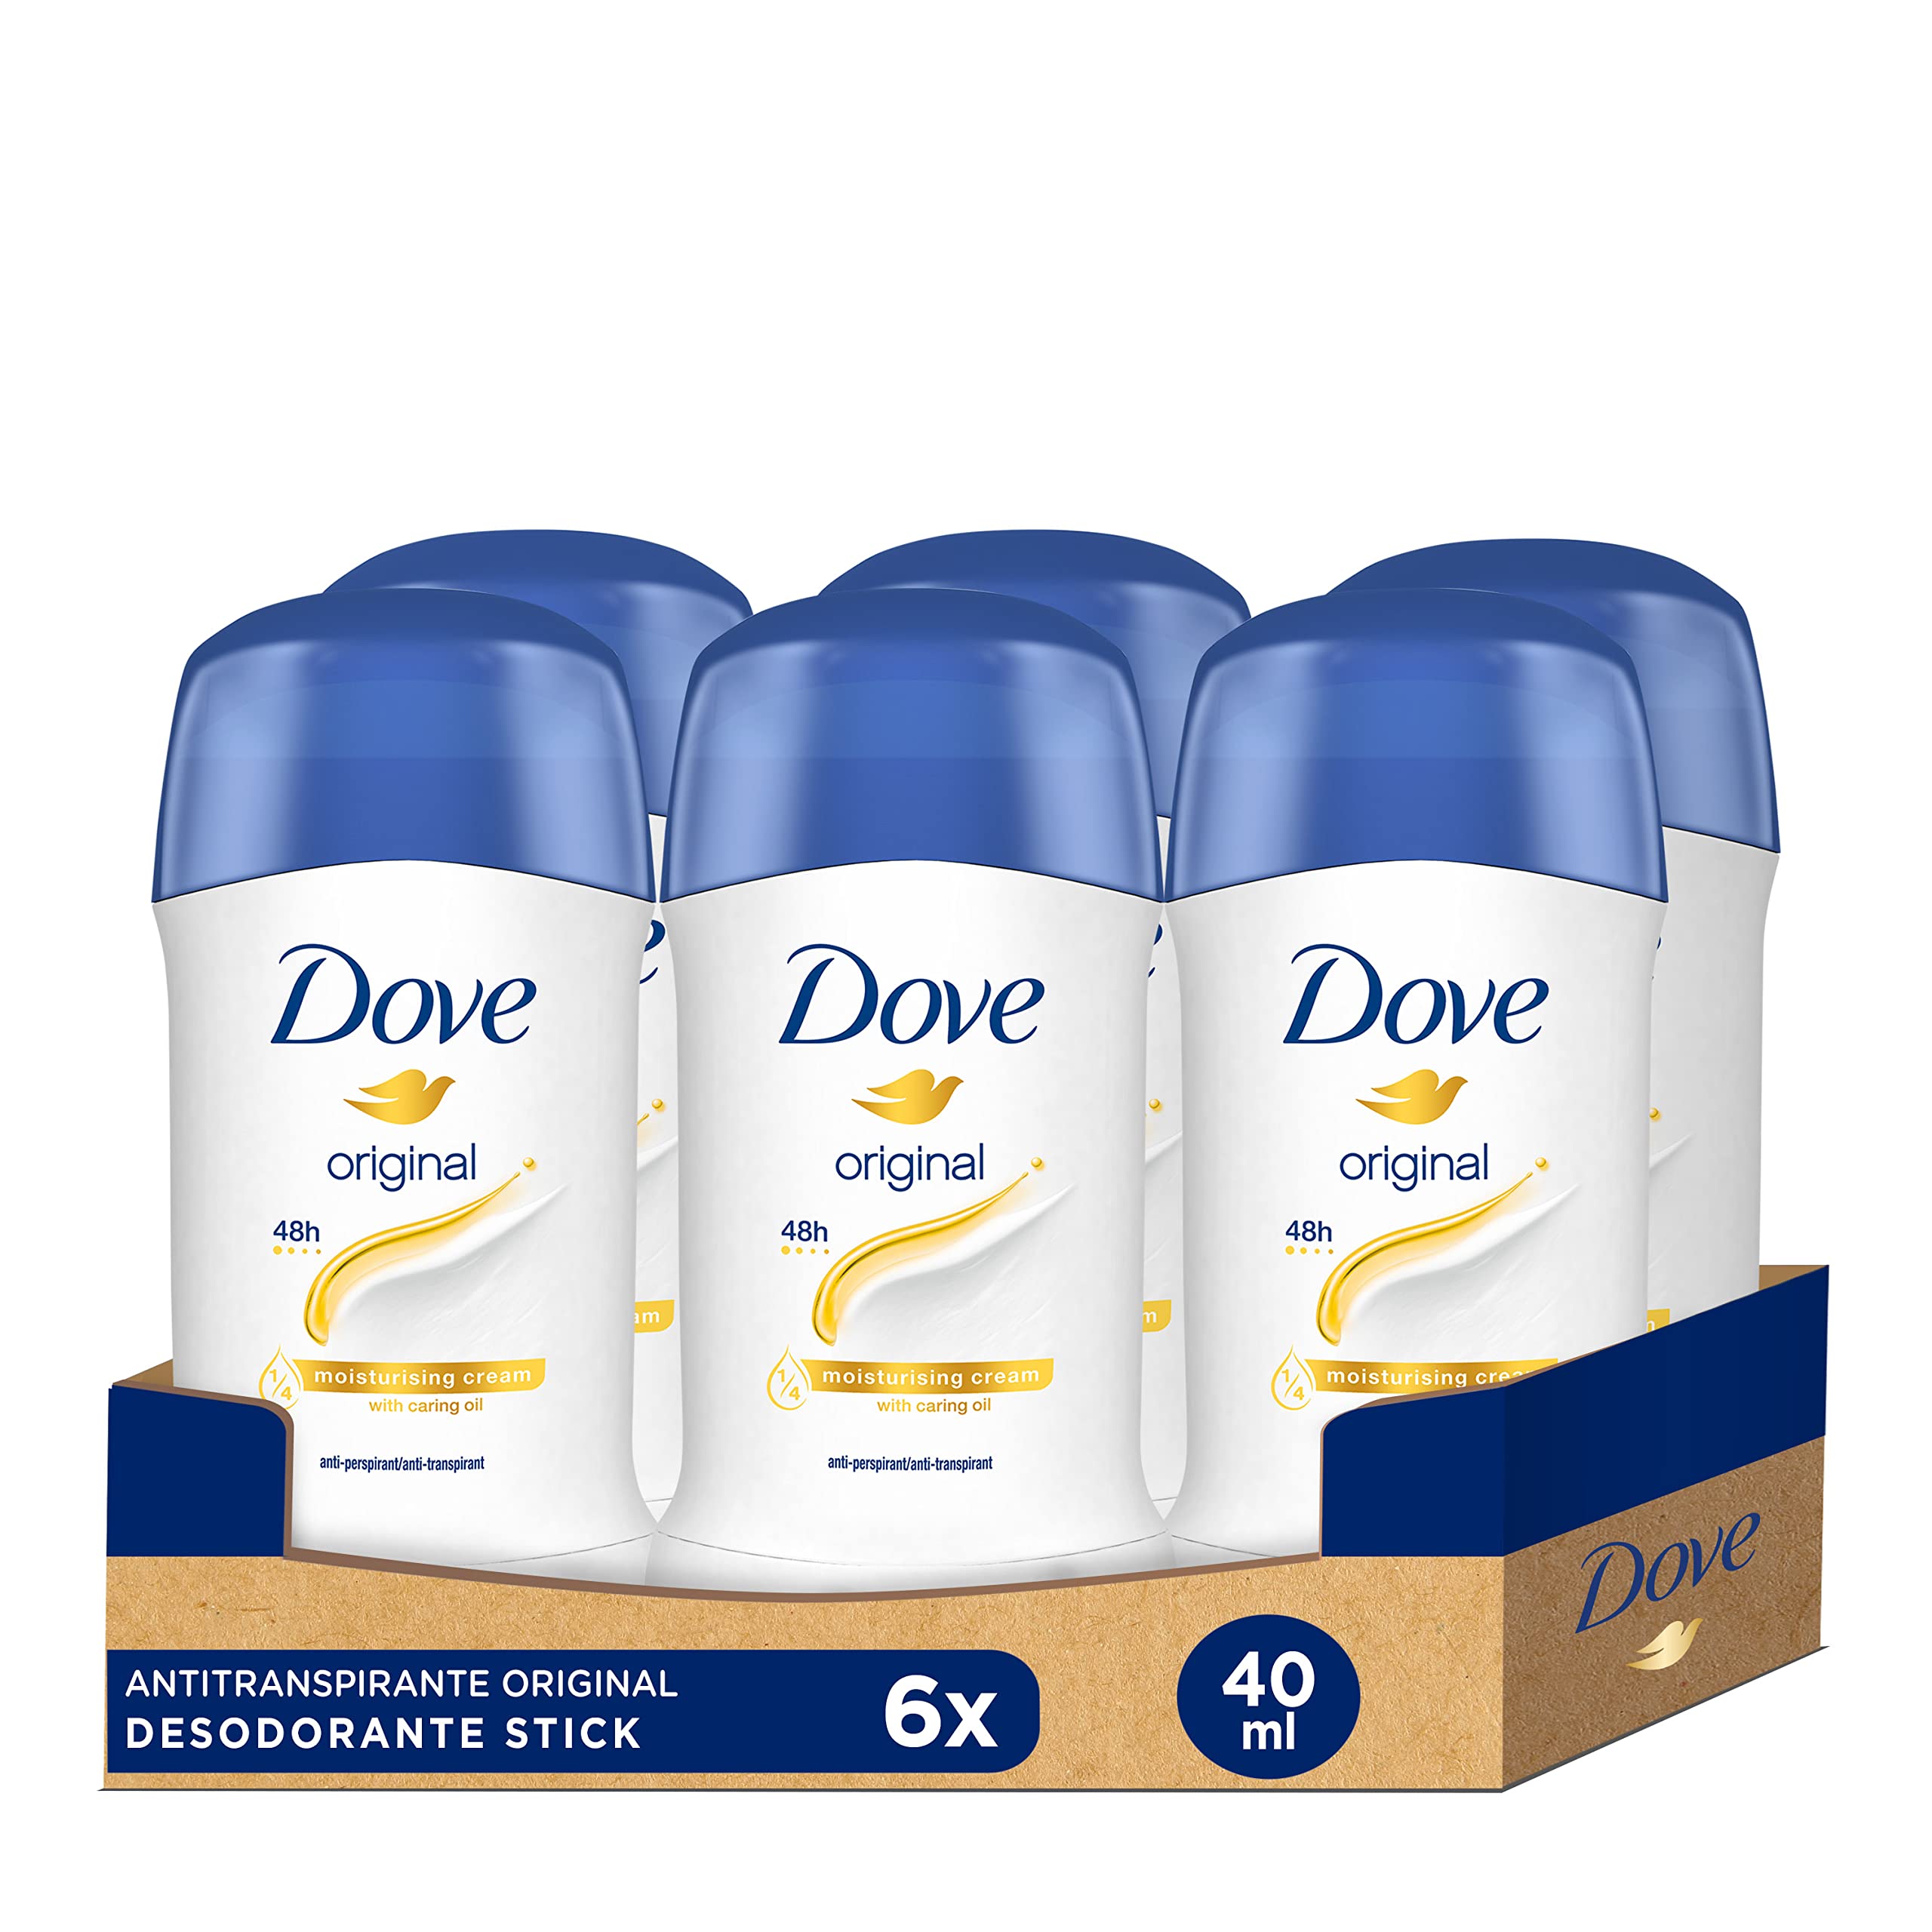 Dove
original
48h
1/4 moisturising cream
with caring oil
anti-perspirant/anti-transpirant
Dove
original
48h
1/4 moisturising cream
with caring oil
anti-perspirant/anti-transpirant
Dove
original
48h
1/4 moisturising
ANTITRANSPIRANTE ORIGINAL
DESODORANTE STICK
6x
40
ml
Dove